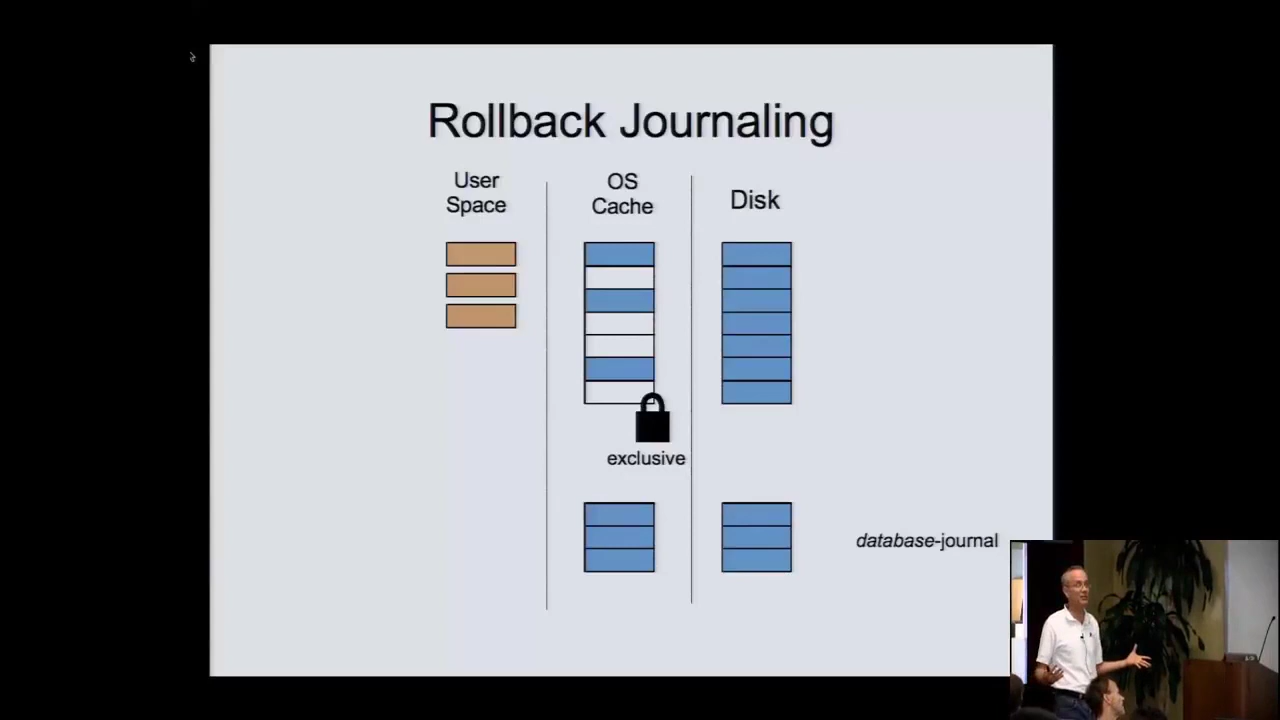 Rollback Journaling
User
Space
OS
Cache
Disk
exclusive
database-journal